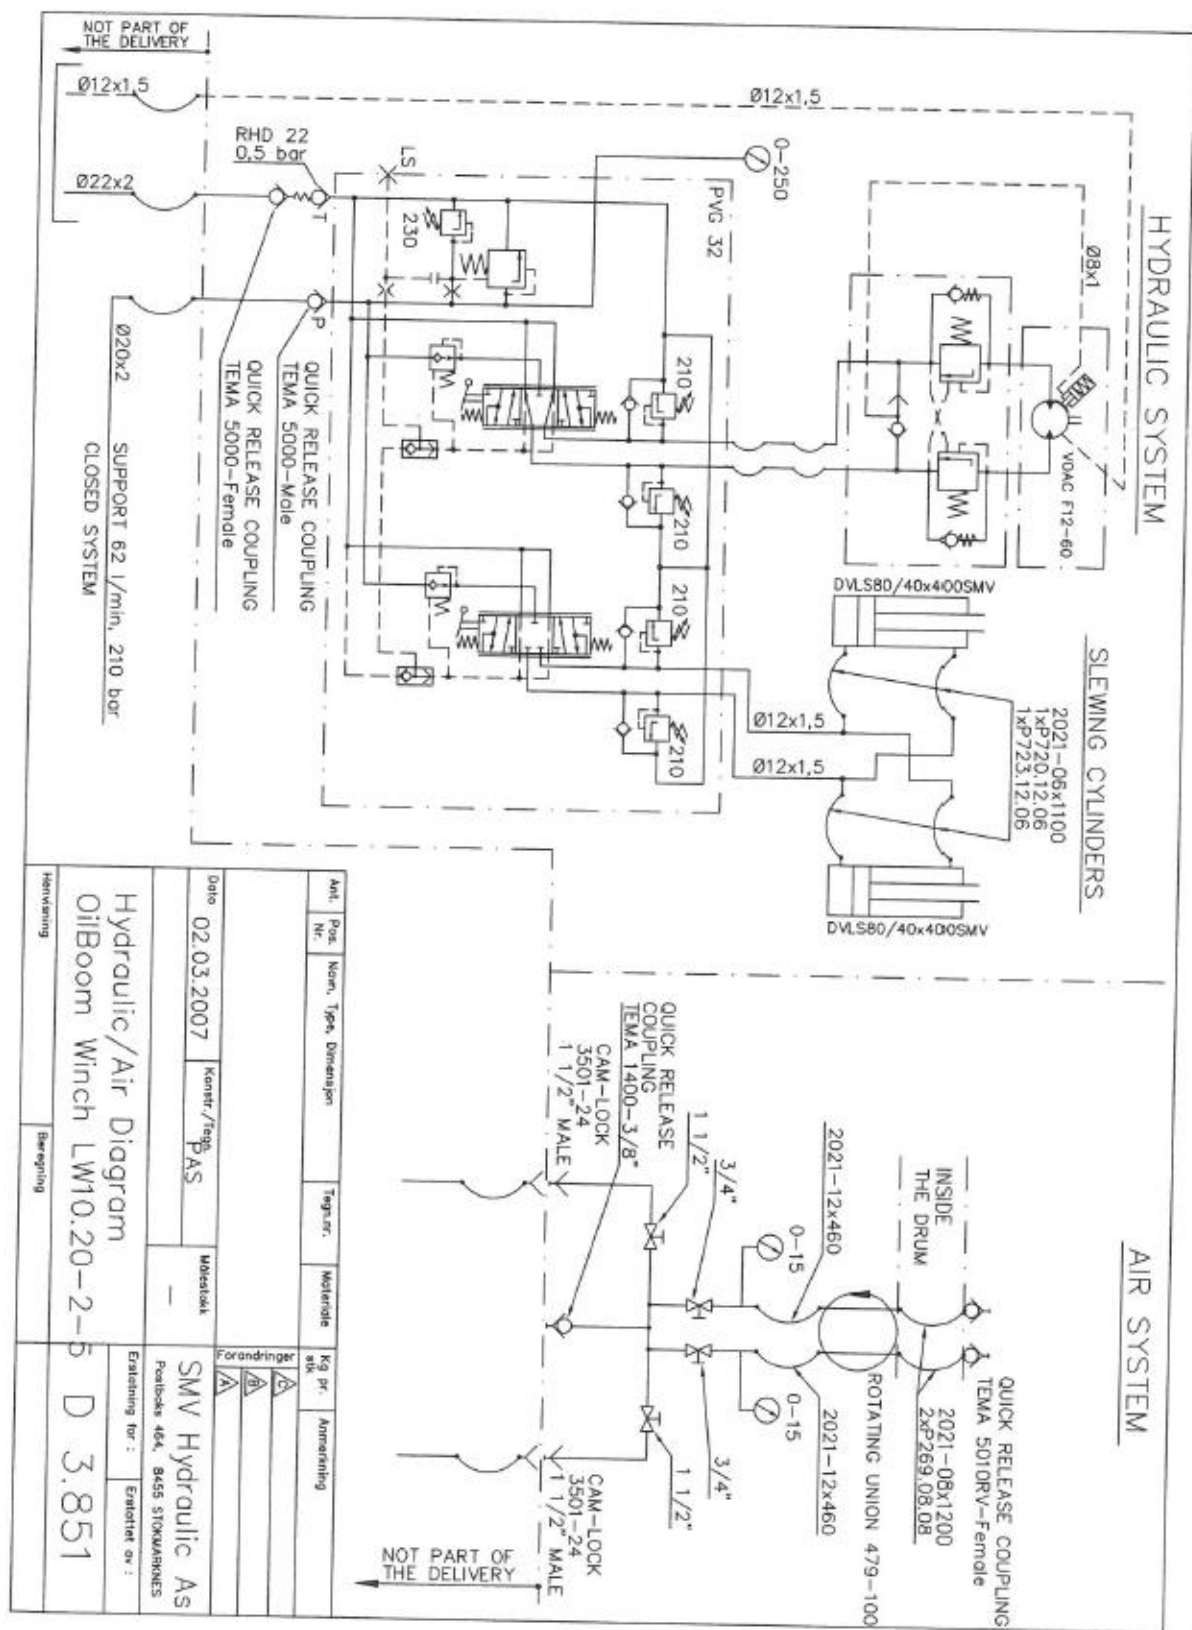 HYDRAULIC SYSTEM
NOT PART OF
THE DELIVERY
Ø12x1,5
Ø12x1,5
Ø22x2
RHD 22
0,5 bar
LS
T
P
230
0-250
PVG 32
Ø8x1
VOAC F12-60
210
210
210
210
Ø20x2
SUPPORT 62 l/min, 210 bar
CLOSED SYSTEM
QUICK RELEASE COUPLING
TEMA 5000-Male
QUICK RELEASE COUPLING
TEMA 5000-Female
SLEWING CYLINDERS
DVLS80/40x400SMV
DVLS80/40x400SMV
2021-06x1100
1xP720.12.06
1xP723.12.06
Ø12x1,5
Ø12x1,5
AIR SYSTEM
QUICK RELEASE COUPLING
TEMA 5010RV-Female
2021-08x1200
2xP269.08.08
INSIDE
THE DRUM
ROTATING UNION 479-100
2021-12x460
2021-12x460
0-15
0-15
3/4"
3/4"
1 1/2"
1 1/2"
QUICK RELEASE
COUPLING
TEMA 1400-3/8"
CAM-LOCK
3501-24
1 1/2" MALE
CAM-LOCK
3501-24
1 1/2" MALE
NOT PART OF
THE DELIVERY
Ant.
Pos.
Nr.
Navn, Type, Dimensjon
Tegn.nr.
Materiale
Kg pr.
stk
Anmerkning
Forandringer
C
B
A
Dato
02.03.2007
Konstr./Tegn.
PAS
Målestokk
—
SMV Hydraulic As
Postboks 464, 8455 STOKMARKNES
Hydraulic/Air Diagram
OilBoom Winch LW10.20-2-5
Erstatning for :
Erstattet av :
D 3.851
Henvisning
Beregning